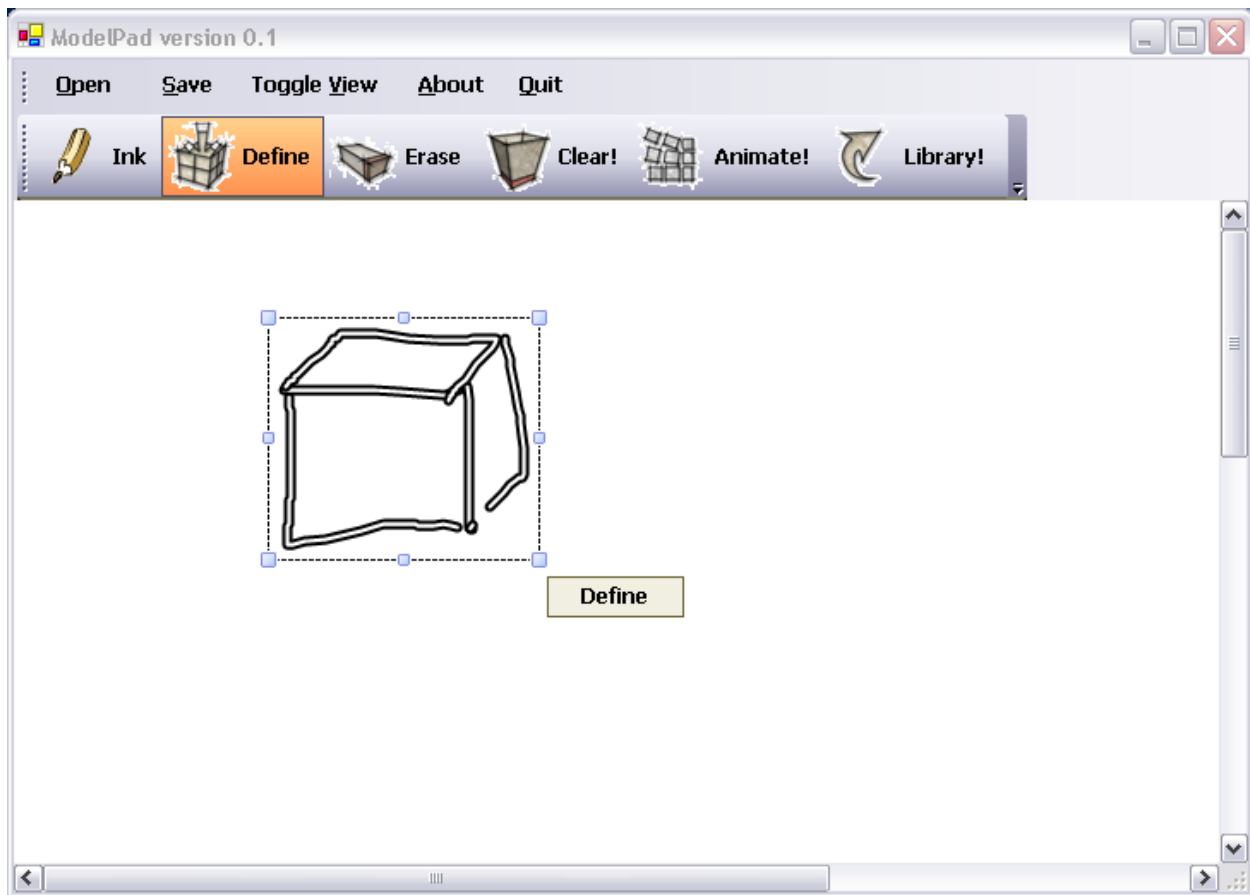 ModelPad version 0.1
Open Save Toggle View About Quit
Ink Define Erase Clear! Animate! Library!
Define